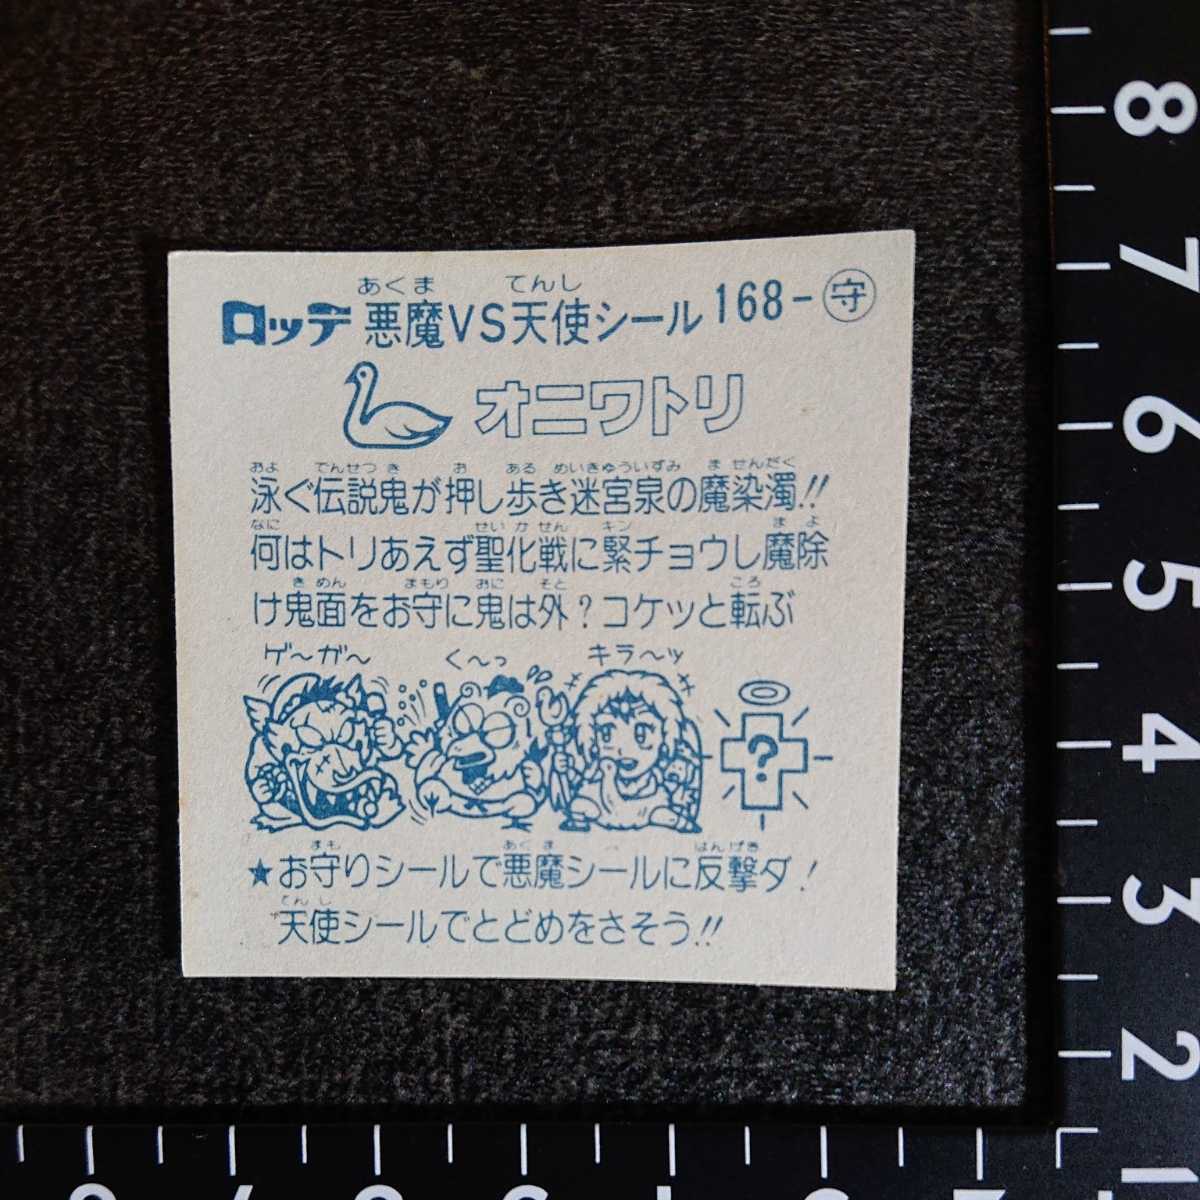 あくま てんし
ロッテ 悪魔VS天使シール 168-守
オニワトリ
およ でんせつ き お ある めいきゅういずみ ま せんだく
泳ぐ伝説鬼が押し歩き迷宮泉の魔染濁!!
なに せい か せん キン ま よ
何はトリあえず聖化戦に緊チョウし魔除
き めん まもり おに そと ころ
け鬼面をお守に鬼は外?コケッと転ぶ
ゲ〜ガ〜 く〜っ キラ〜ッ
?
まも あく ま はんげき
★お守りシールで悪魔シールに反撃ダ!
てん し
天使シールでとどめをさそう!!
8
7
6
5
4
3
2
1